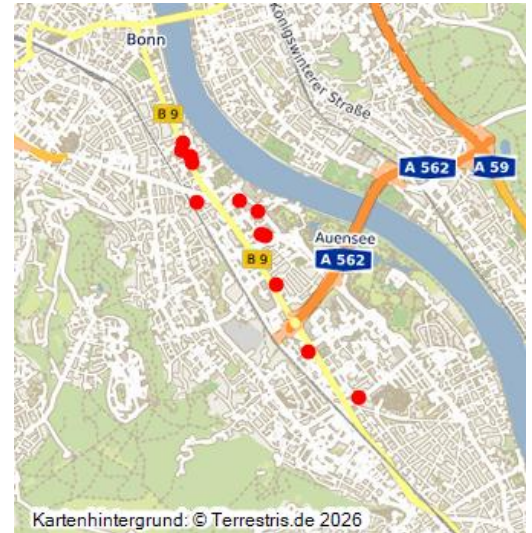 Bonn
Königswinterer Straße
B 9
A 562
A 59
Auensee
A 562
B 9
Kartenhintergrund: © Terrestris.de 2026